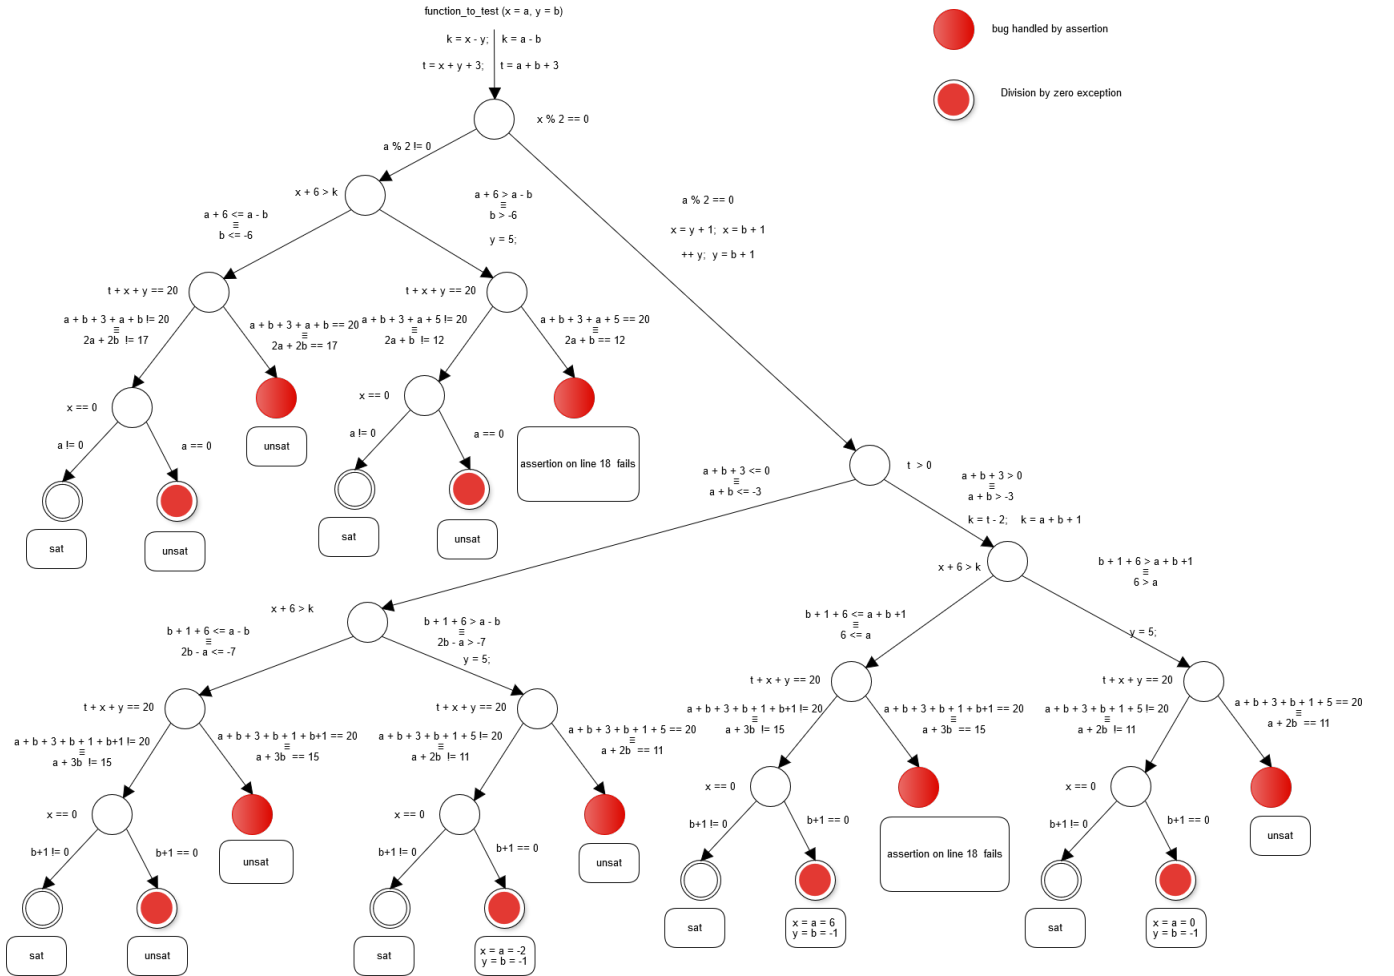 function_to_test (x = a, y = b)
k = x - y;
k = a - b
t = x + y + 3;
t = a + b + 3
bug handled by assertion
Division by zero exception
x % 2 == 0
a % 2 != 0
x + 6 > k
a + 6 <= a - b
≡
b <= -6
a + 6 > a - b
≡
b > -6
y = 5;
a % 2 == 0
x = y + 1; x = b + 1
++ y; y = b + 1
t + x + y == 20
a + b + 3 + a + b != 20
≡
2a + 2b != 17
a + b + 3 + a + b == 20
≡
2a + 2b == 17
t + x + y == 20
a + b + 3 + a + 5 != 20
≡
2a + b != 12
a + b + 3 + a + 5 == 20
≡
2a + b == 12
x == 0
a != 0
a == 0
unsat
x == 0
a != 0
a == 0
assertion on line 18 fails
sat
unsat
sat
unsat
t > 0
a + b + 3 <= 0
≡
a + b <= -3
a + b + 3 > 0
≡
a + b > -3
k = t - 2; k = a + b + 1
x + 6 > k
b + 1 + 6 <= a - b
≡
2b - a <= -7
b + 1 + 6 > a - b
≡
2b - a > -7
y = 5;
x + 6 > k
b + 1 + 6 <= a + b +1
≡
6 <= a
b + 1 + 6 > a + b +1
≡
6 > a
y = 5;
t + x + y == 20
a + b + 3 + b + 1 + b+1 != 20
≡
a + 3b != 15
a + b + 3 + b + 1 + b+1 == 20
≡
a + 3b == 15
t + x + y == 20
a + b + 3 + b + 1 + 5 != 20
≡
a + 2b != 11
a + b + 3 + b + 1 + 5 == 20
≡
a + 2b == 11
t + x + y == 20
a + b + 3 + b + 1 + b+1 != 20
≡
a + 3b != 15
a + b + 3 + b + 1 + b+1 == 20
≡
a + 3b == 15
t + x + y == 20
a + b + 3 + b + 1 + 5 != 20
≡
a + 2b != 11
a + b + 3 + b + 1 + 5 == 20
≡
a + 2b == 11
x == 0
b+1 != 0
b+1 == 0
unsat
x == 0
b+1 != 0
b+1 == 0
unsat
x == 0
b+1 != 0
b+1 == 0
assertion on line 18 fails
x == 0
b+1 != 0
b+1 == 0
unsat
sat
unsat
sat
x = a = -2
y = b = -1
sat
x = a = 6
y = b = -1
sat
x = a = 0
y = b = -1